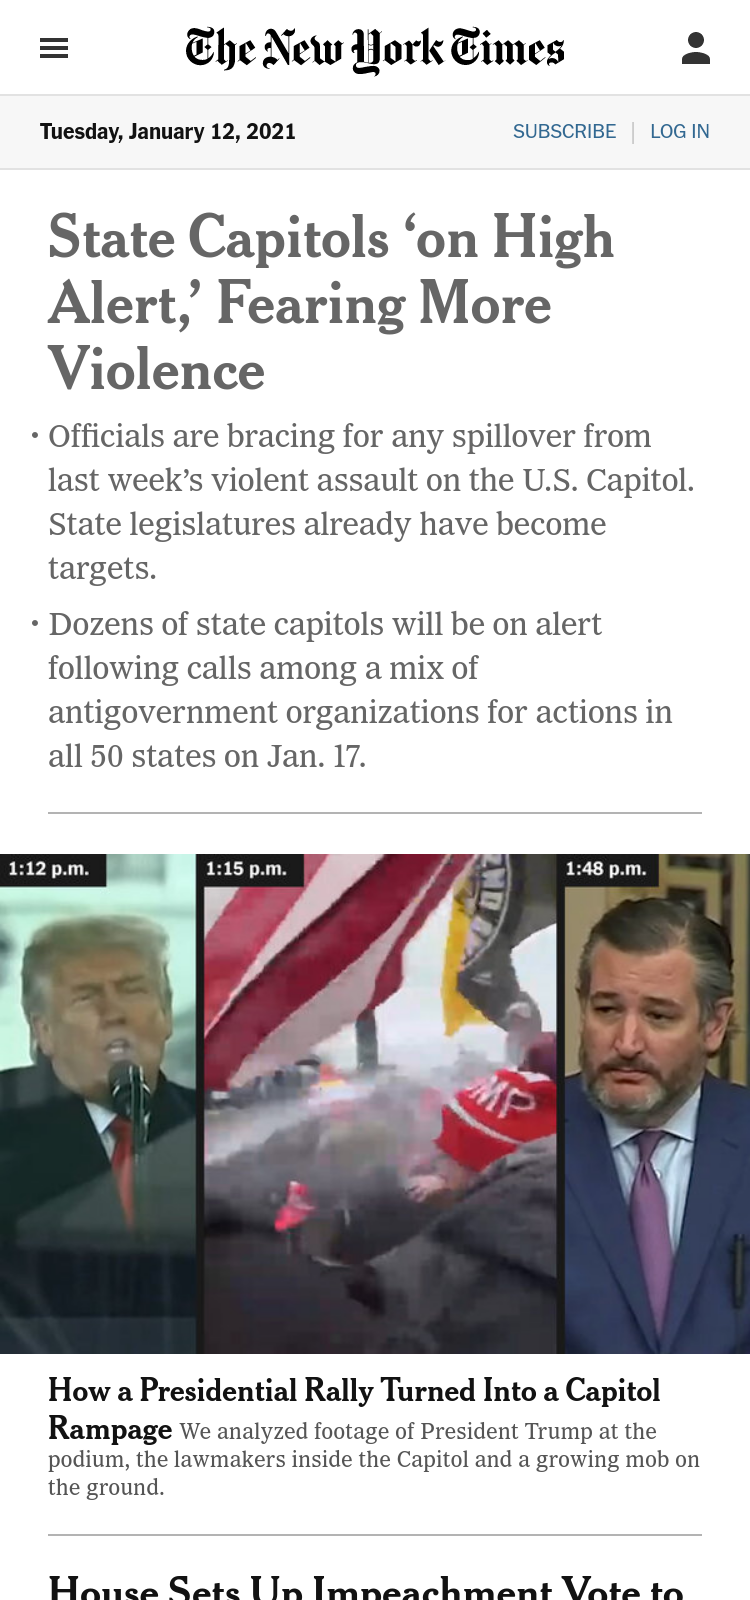 The New York Times
Tuesday, January 12, 2021
SUBSCRIBE | LOG IN
State Capitols ‘on High
Alert,’ Fearing More
Violence
• Officials are bracing for any spillover from
last week’s violent assault on the U.S. Capitol.
State legislatures already have become
targets.
• Dozens of state capitols will be on alert
following calls among a mix of
antigovernment organizations for actions in
all 50 states on Jan. 17.
1:12 p.m.
1:15 p.m.
1:48 p.m.
How a Presidential Rally Turned Into a Capitol
Rampage We analyzed footage of President Trump at the
podium, the lawmakers inside the Capitol and a growing mob on
the ground.
House Sets Up Impeachment Vote to